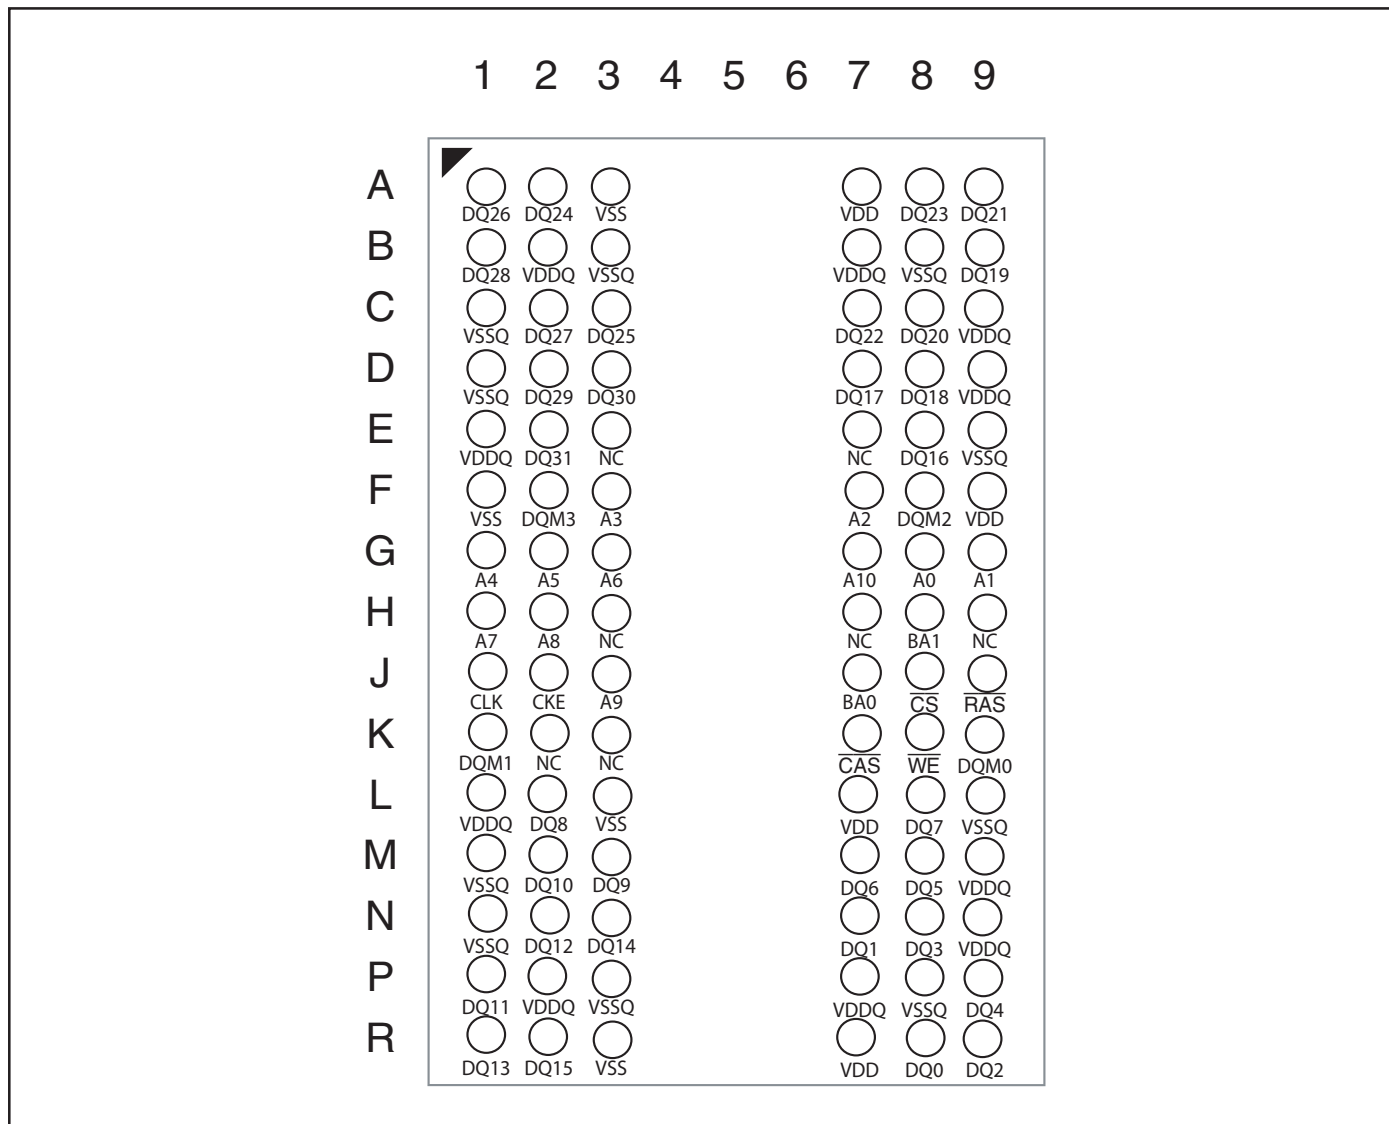 1 2 3 4 5 6 7 8 9
A
DQ26 DQ24 VSS VDD DQ23 DQ21
B
DQ28 VDDQ VSSQ VDDQ VSSQ DQ19
C
VSSQ DQ27 DQ25 DQ22 DQ20 VDDQ
D
VSSQ DQ29 DQ30 DQ17 DQ18 VDDQ
E
VDDQ DQ31 NC NC DQ16 VSSQ
F
VSS DQM3 A3 A2 DQM2 VDD
G
A4 A5 A6 A10 A0 A1
H
A7 A8 NC NC BA1 NC
J
CLK CKE A9 BA0 C̅S̅ R̅A̅S̅
K
DQM1 NC NC C̅A̅S̅ W̅E̅ DQM0
L
VDDQ DQ8 VSS VDD DQ7 VSSQ
M
VSSQ DQ10 DQ9 DQ6 DQ5 VDDQ
N
VSSQ DQ12 DQ14 DQ1 DQ3 VDDQ
P
DQ11 VDDQ VSSQ VDDQ VSSQ DQ4
R
DQ13 DQ15 VSS VDD DQ0 DQ2